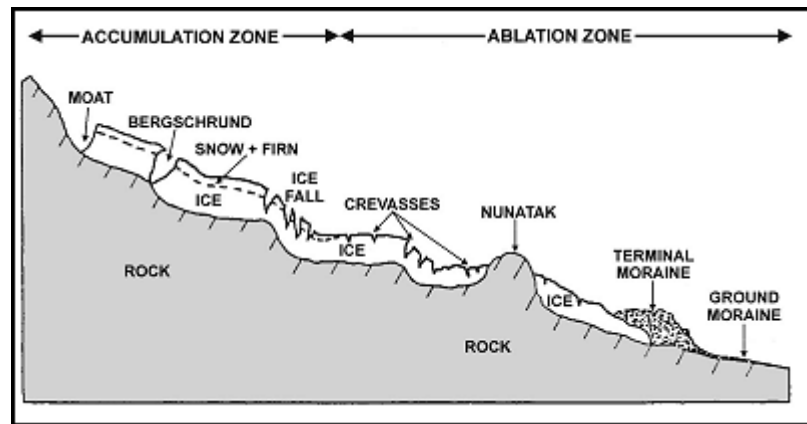 ACCUMULATION ZONE
ABLATION ZONE
MOAT
BERGSCHRUND
SNOW + FIRN
ICE
FALL
CREVASSES
NUNATAK
ICE
ICE
TERMINAL
MORAINE
ICE
GROUND
MORAINE
ROCK
ROCK